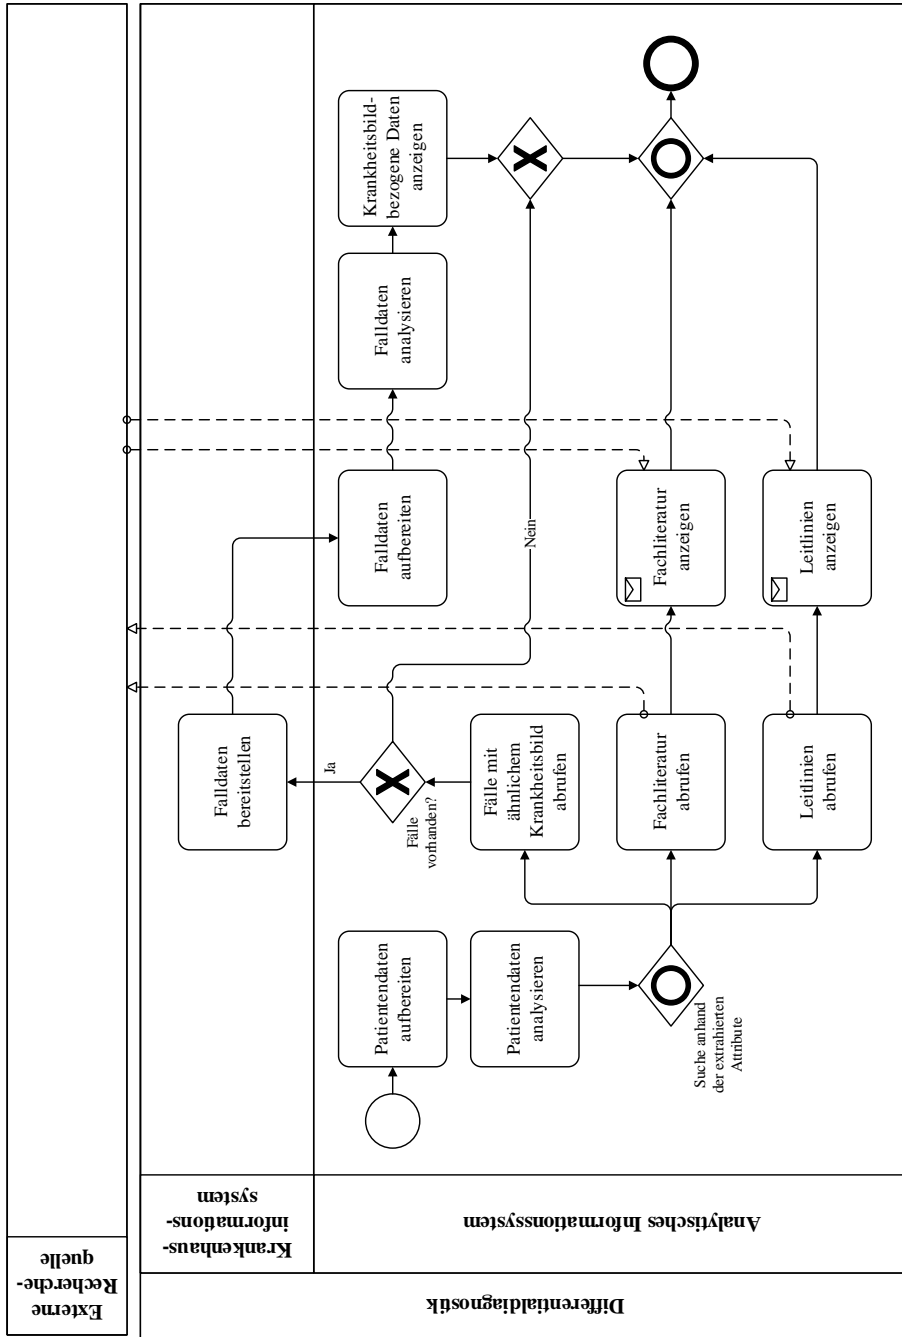 Externe
Recherche-
quelle
Differentialdiagnostik
Krankenhaus-
informations-
system
Analytisches Informationssystem
Patientendaten
aufbereiten
Patientendaten
analysieren
Suche anhand
der extrahierten
Attribute
Fälle mit
ähnlichem
Krankheitsbild
abrufen
Fachliteratur
abrufen
Leitlinien
abrufen
Fälle
vorhanden?
Ja
Nein
Falldaten
bereitstellen
Falldaten
aufbereiten
Falldaten
analysieren
Krankheitsbild-
bezogene Daten
anzeigen
Fachliteratur
anzeigen
Leitlinien
anzeigen